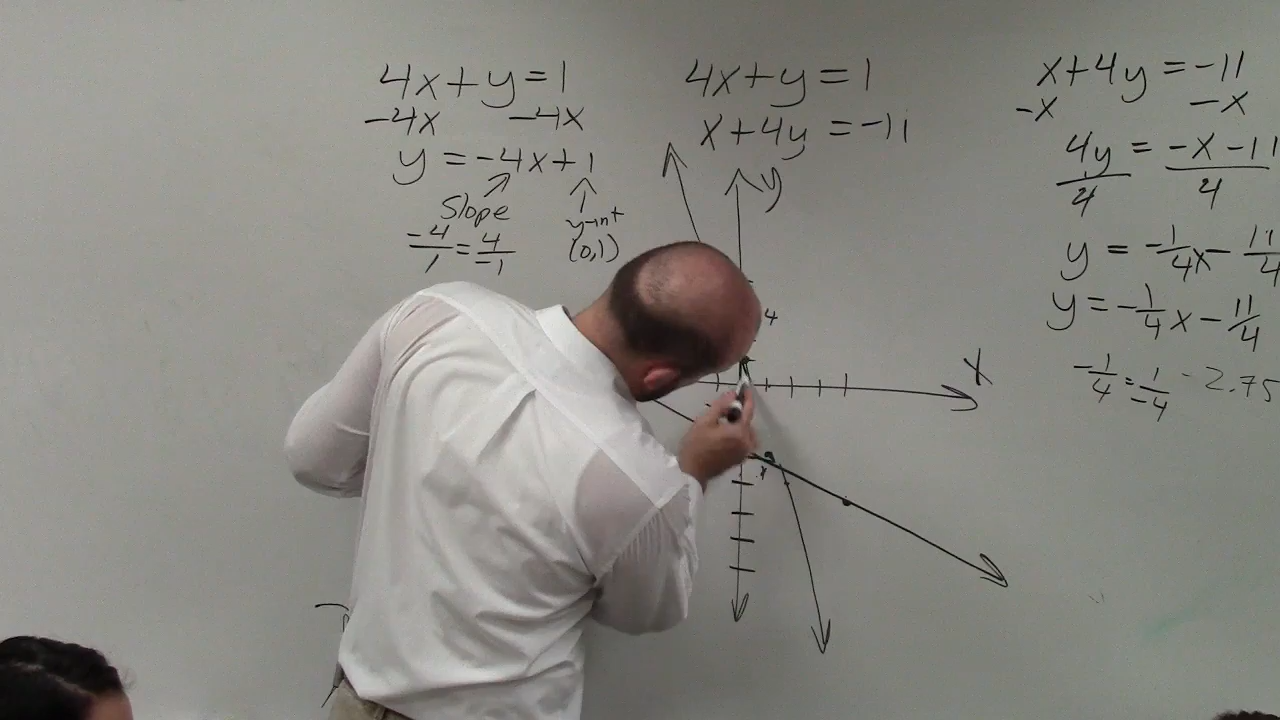 4x+y=1
-4x -4x
y=-4x+1
Slope y-int
-4/1=4/-1 (0,1)
4x+y=1
x+4y=-11
y
4
x
x+4y=-11
-x -x
4y/4=-x-11/4
y=-1/4x-11/4
y=-1/4x-11/4
-1/4=1/-4 -2.75